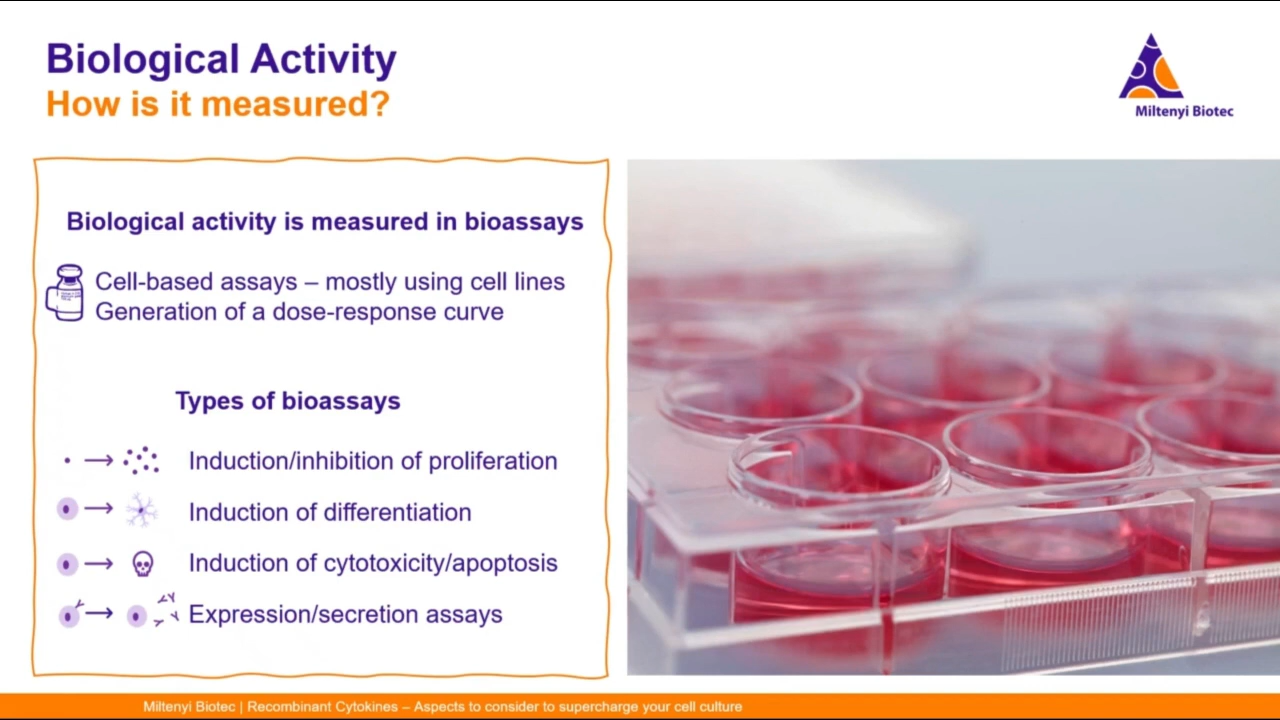 Biological Activity
How is it measured?
Miltenyi Biotec
Biological activity is measured in bioassays
Cell-based assays – mostly using cell lines
Generation of a dose-response curve
Types of bioassays
Induction/inhibition of proliferation
Induction of differentiation
Induction of cytotoxicity/apoptosis
Expression/secretion assays
Miltenyi Biotec | Recombinant Cytokines – Aspects to consider to supercharge your cell culture